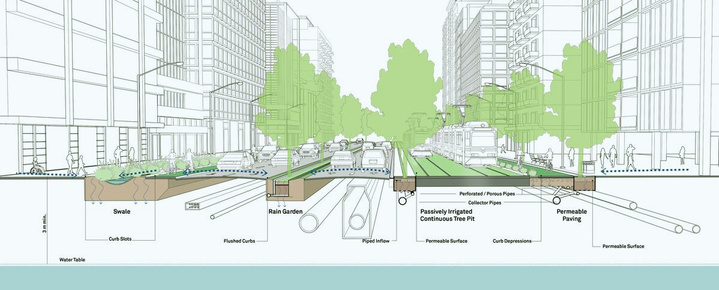 Perforated / Porous Pipes
Collector Pipes
Swale
Rain Garden
Passively Irrigated
Continuous Tree Pit
Permeable
Paving
Curb Slots
Flushed Curbs
Piped Inflow
Permeable Surface
Curb Depressions
Permeable Surface
3 m min.
Water Table